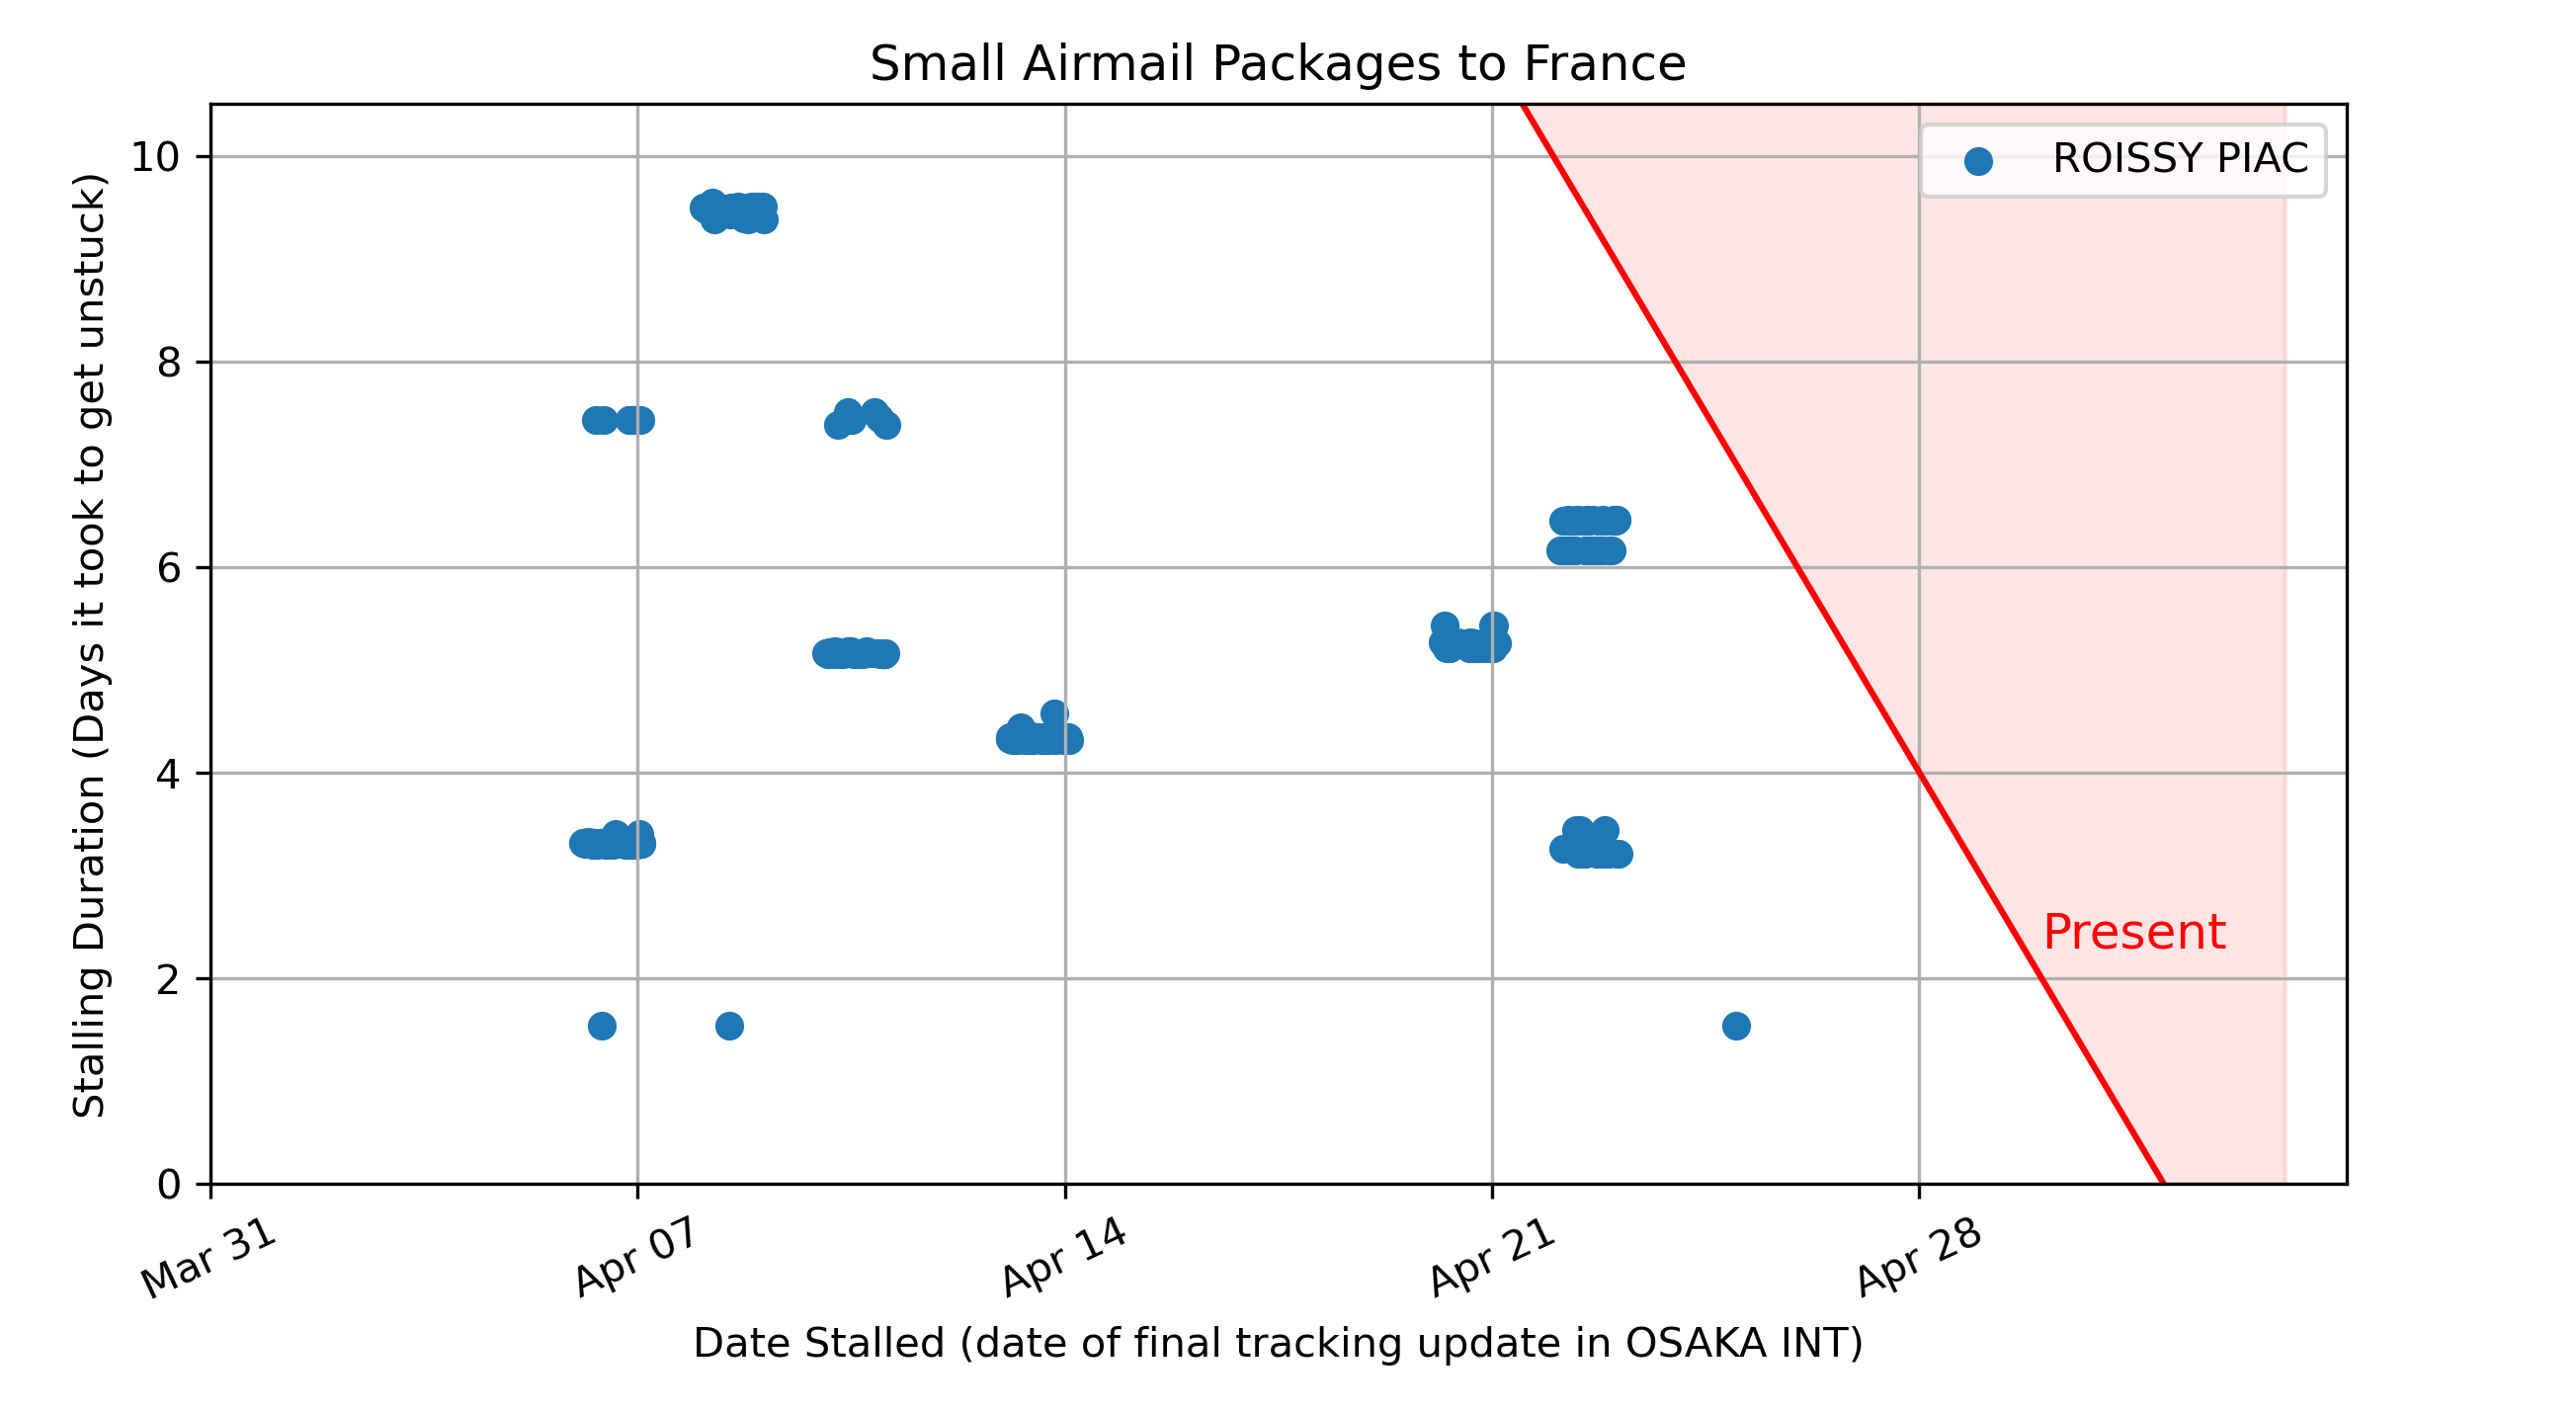 Small Airmail Packages to France
ROISSY PIAC
Stalling Duration (Days it took to get unstuck)
10
8
6
4
2
0
Present
Mar 31
Apr 07
Apr 14
Apr 21
Apr 28
Date Stalled (date of final tracking update in OSAKA INT)